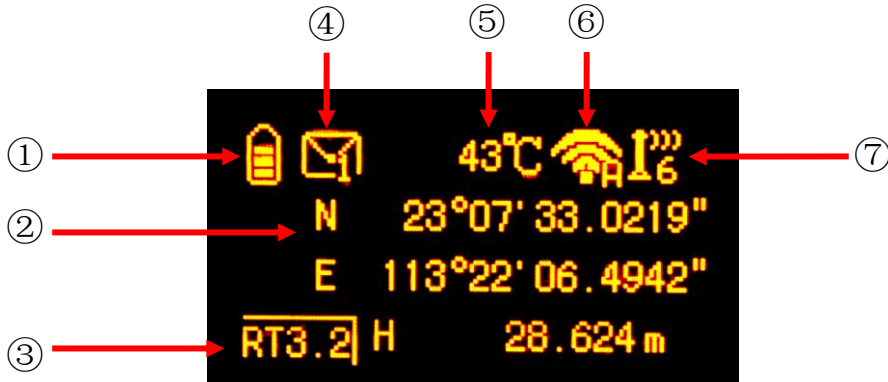 ④ ⑤ ⑥
① 1 43℃ A 6 ⑦
② N 23°07'33.0219"
E 113°22'06.4942"
③ RT3.2 H 28.624m